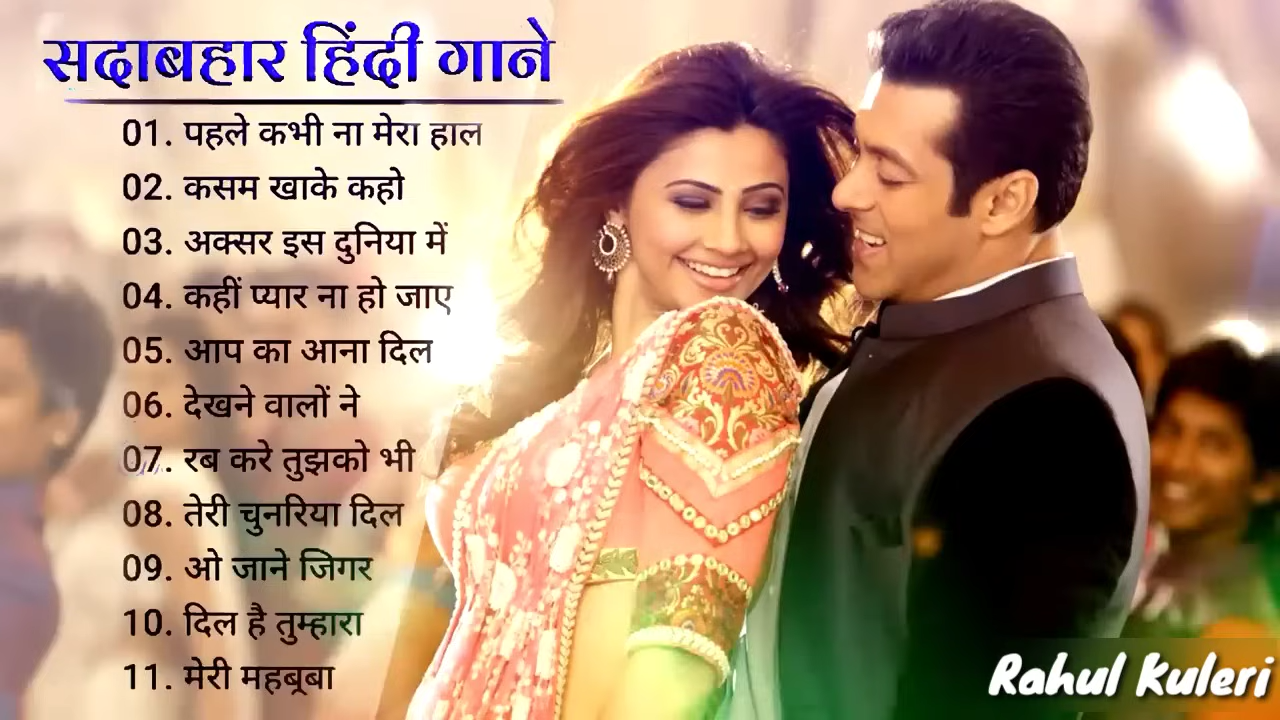 सदाबहार हिंदी गाने
01. पहले कभी ना मेरा हाल
02. कसम खाके कहो
03. अक्सर इस दुनिया में
04. कहीं प्यार ना हो जाए
05. आप का आना दिल
06. देखने वालों ने
07. रब करे तुझको भी
08. तेरी चुनरिया दिल
09. ओ जाने जिगर
10. दिल है तुम्हारा
11. मेरी महबूबा
Rahul Kuleri